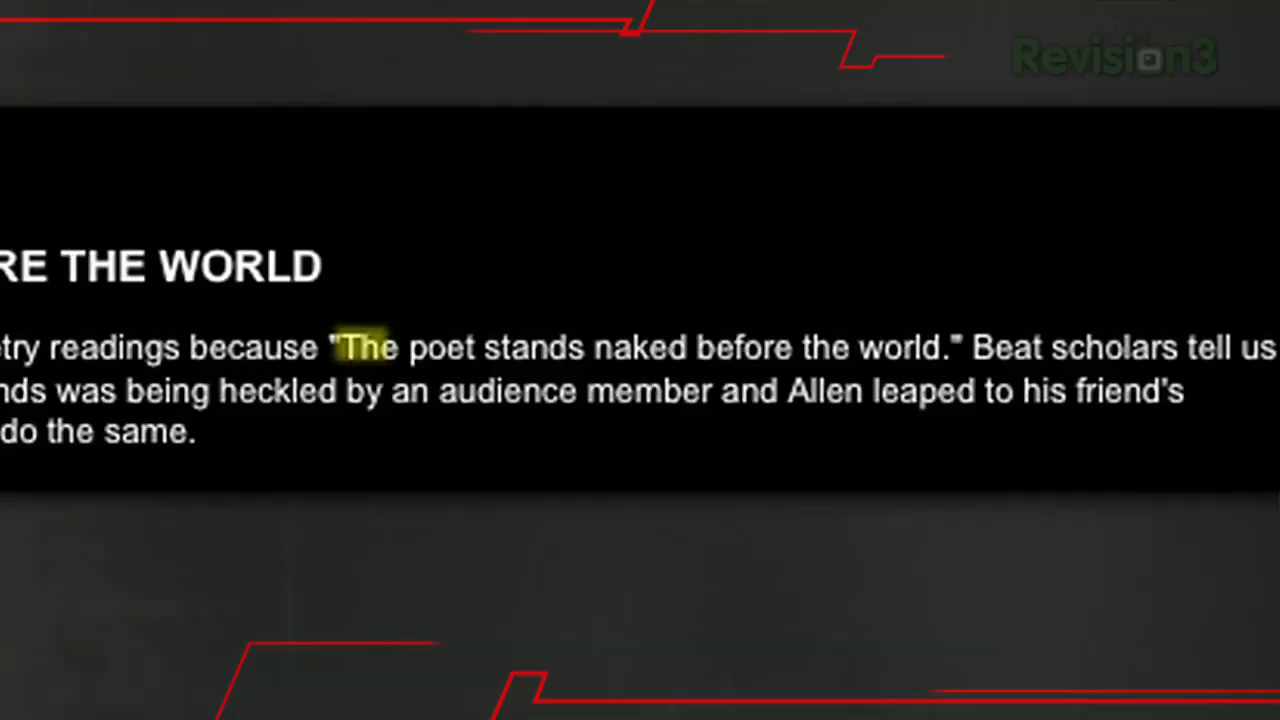 Revision3
RE THE WORLD
etry readings because "The poet stands naked before the world." Beat scholars tell us
nds was being heckled by an audience member and Allen leaped to his friend's
do the same.